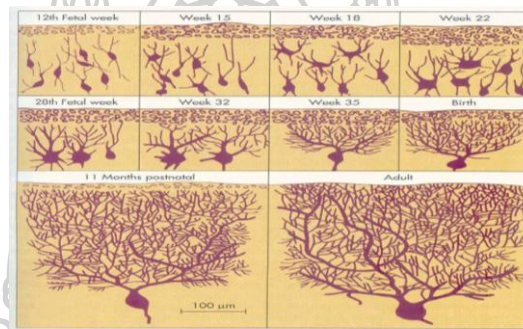 12th Fetal week Week 15 Week 18 Week 22
28th Fetal week Week 32 Week 35 Birth
11 Months postnatal Adult
100 μm